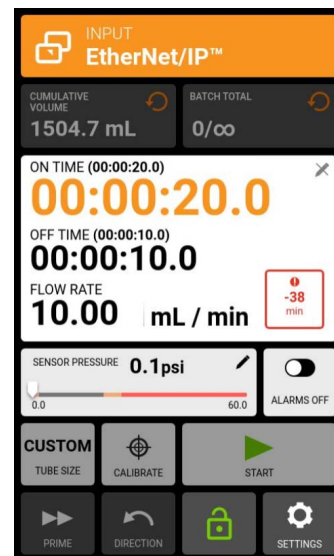 INPUT
EtherNet/IP™
CUMULATIVE
VOLUME
1504.7 mL
BATCH TOTAL
0/∞
ON TIME (00:00:20.0)
00:00:20.0
OFF TIME (00:00:10.0)
00:00:10.0
FLOW RATE
10.00 mL / min
-38
min
SENSOR PRESSURE 0.1psi
0.0
60.0
ALARMS OFF
CUSTOM
TUBE SIZE
CALIBRATE
START
PRIME
DIRECTION
SETTINGS